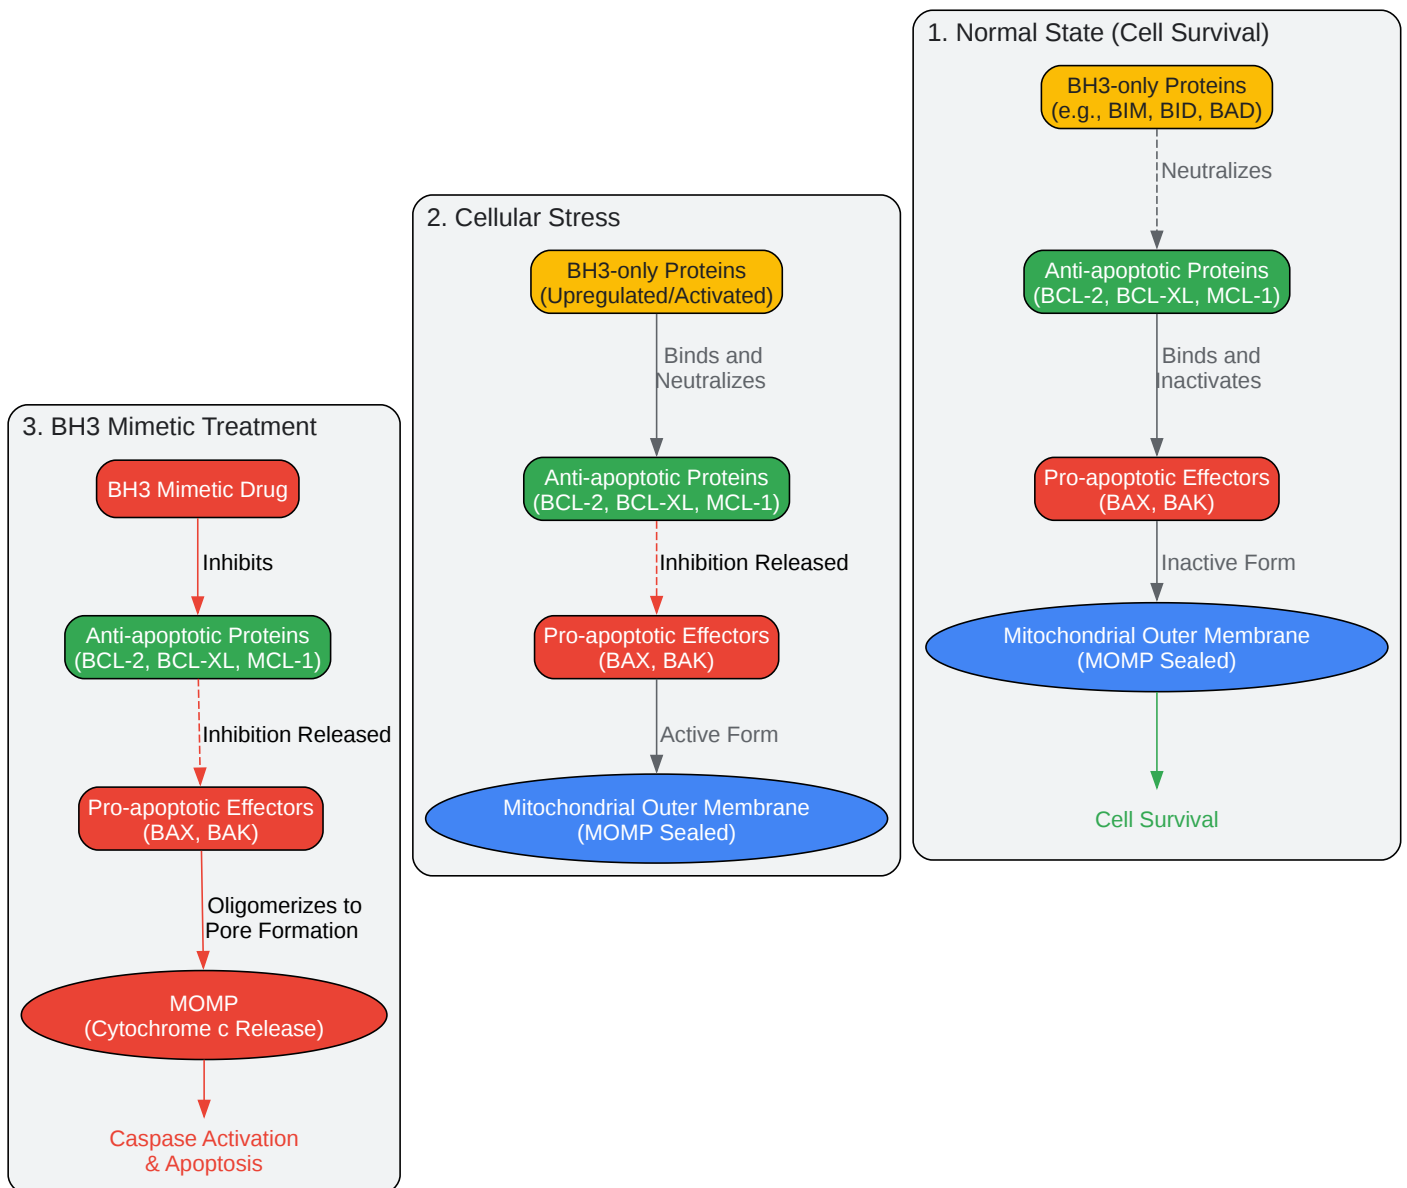 1. Normal State (Cell Survival)
BH3-only Proteins
(e.g., BIM, BID, BAD)
Neutralizes
Anti-apoptotic Proteins
(BCL-2, BCL-XL, MCL-1)
Binds and
Inactivates
Pro-apoptotic Effectors
(BAX, BAK)
Inactive Form
Mitochondrial Outer Membrane
(MOMP Sealed)
Cell Survival
2. Cellular Stress
BH3-only Proteins
(Upregulated/Activated)
Binds and
Neutralizes
Anti-apoptotic Proteins
(BCL-2, BCL-XL, MCL-1)
Inhibition Released
Pro-apoptotic Effectors
(BAX, BAK)
Active Form
Mitochondrial Outer Membrane
(MOMP Sealed)
3. BH3 Mimetic Treatment
BH3 Mimetic Drug
Inhibits
Anti-apoptotic Proteins
(BCL-2, BCL-XL, MCL-1)
Inhibition Released
Pro-apoptotic Effectors
(BAX, BAK)
Oligomerizes to
Pore Formation
MOMP
(Cytochrome c Release)
Caspase Activation
& Apoptosis